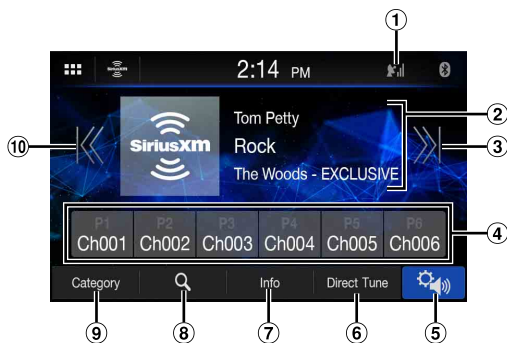 1
2:14 PM
SiriusXM
Tom Petty
Rock
The Woods - EXCLUSIVE
2
10
3
P1 P2 P3 P4 P5 P6
Ch001 Ch002 Ch003 Ch004 Ch005 Ch006
4
Category Info Direct Tune
9 8 7 6 5